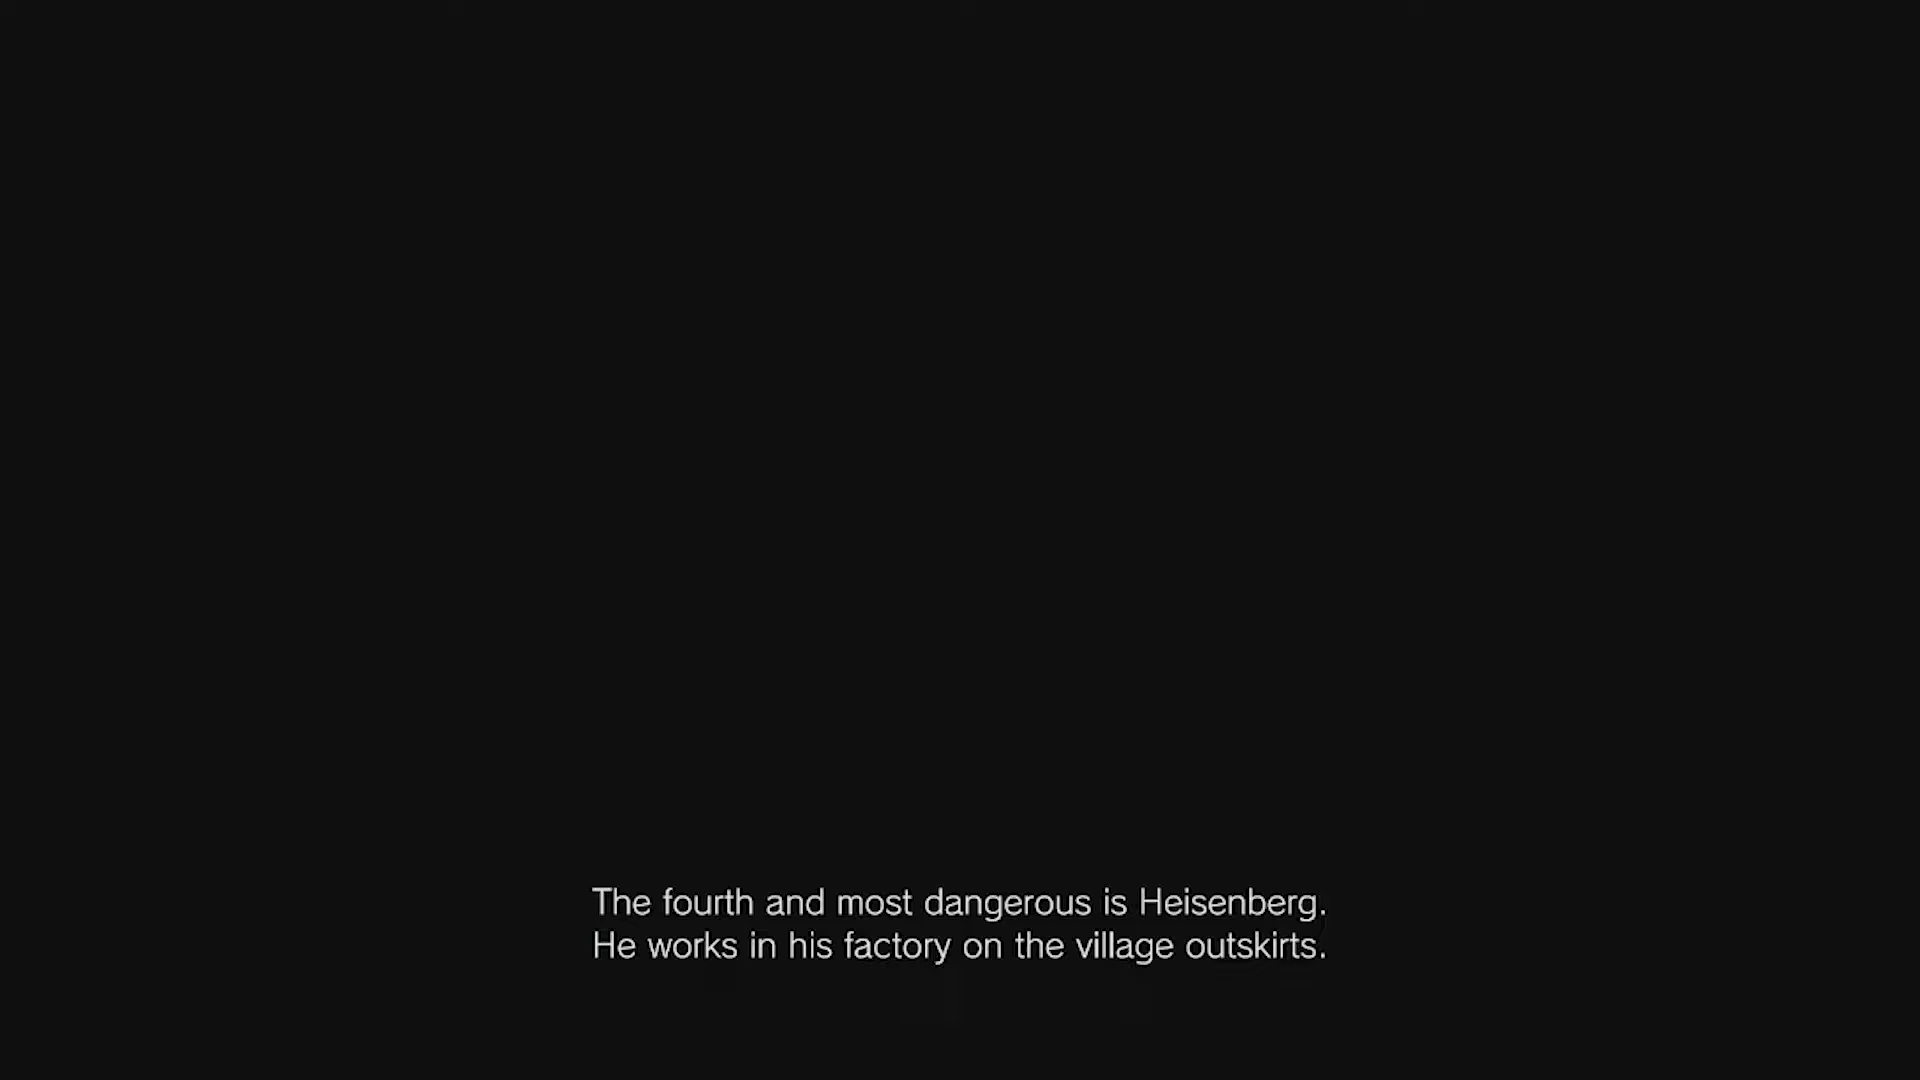 The fourth and most dangerous is Heisenberg.
He works in his factory on the village outskirts.